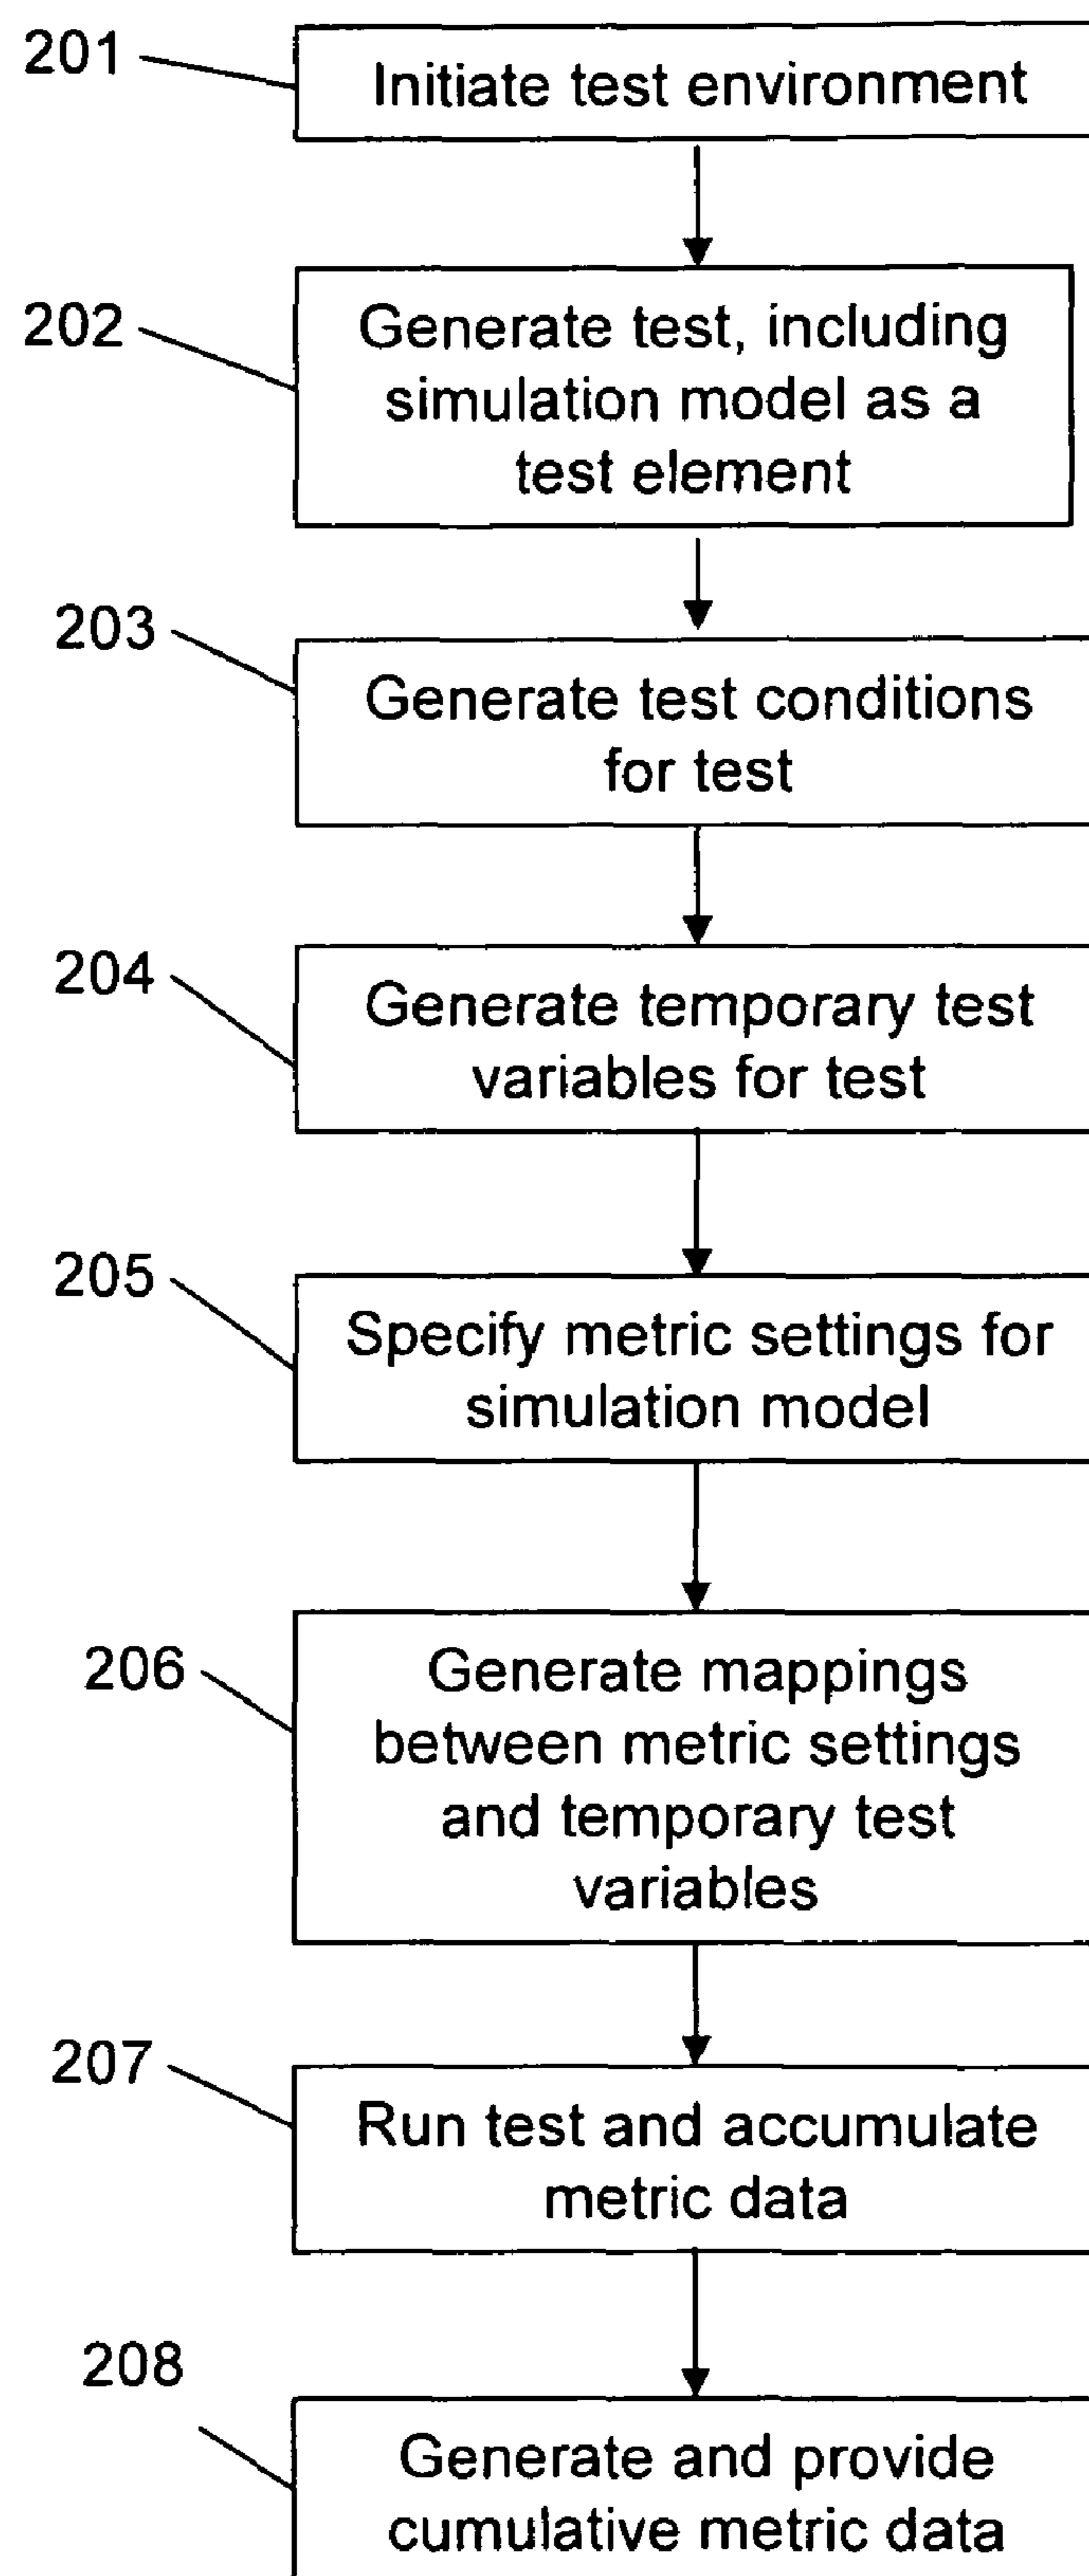 201
Initiate test environment
202
Generate test, including
simulation model as a
test element
203
Generate test conditions
for test
204
Generate temporary test
variables for test
205
Specify metric settings for
simulation model
206
Generate mappings
between metric settings
and temporary test
variables
207
Run test and accumulate
metric data
208
Generate and provide
cumulative metric data